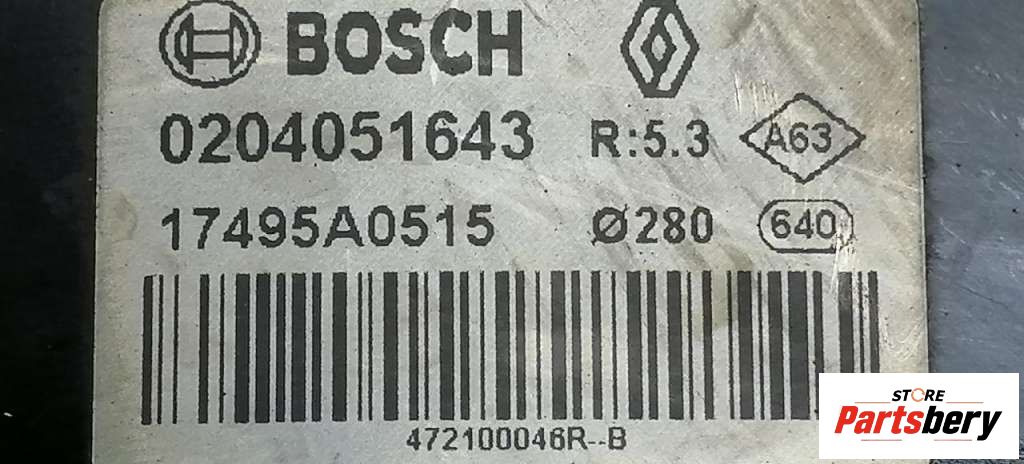 BOSCH
0204051643 R:5.3 A63
17495A0515 Ø280 640
472100046R--B
STORE
Partsbery